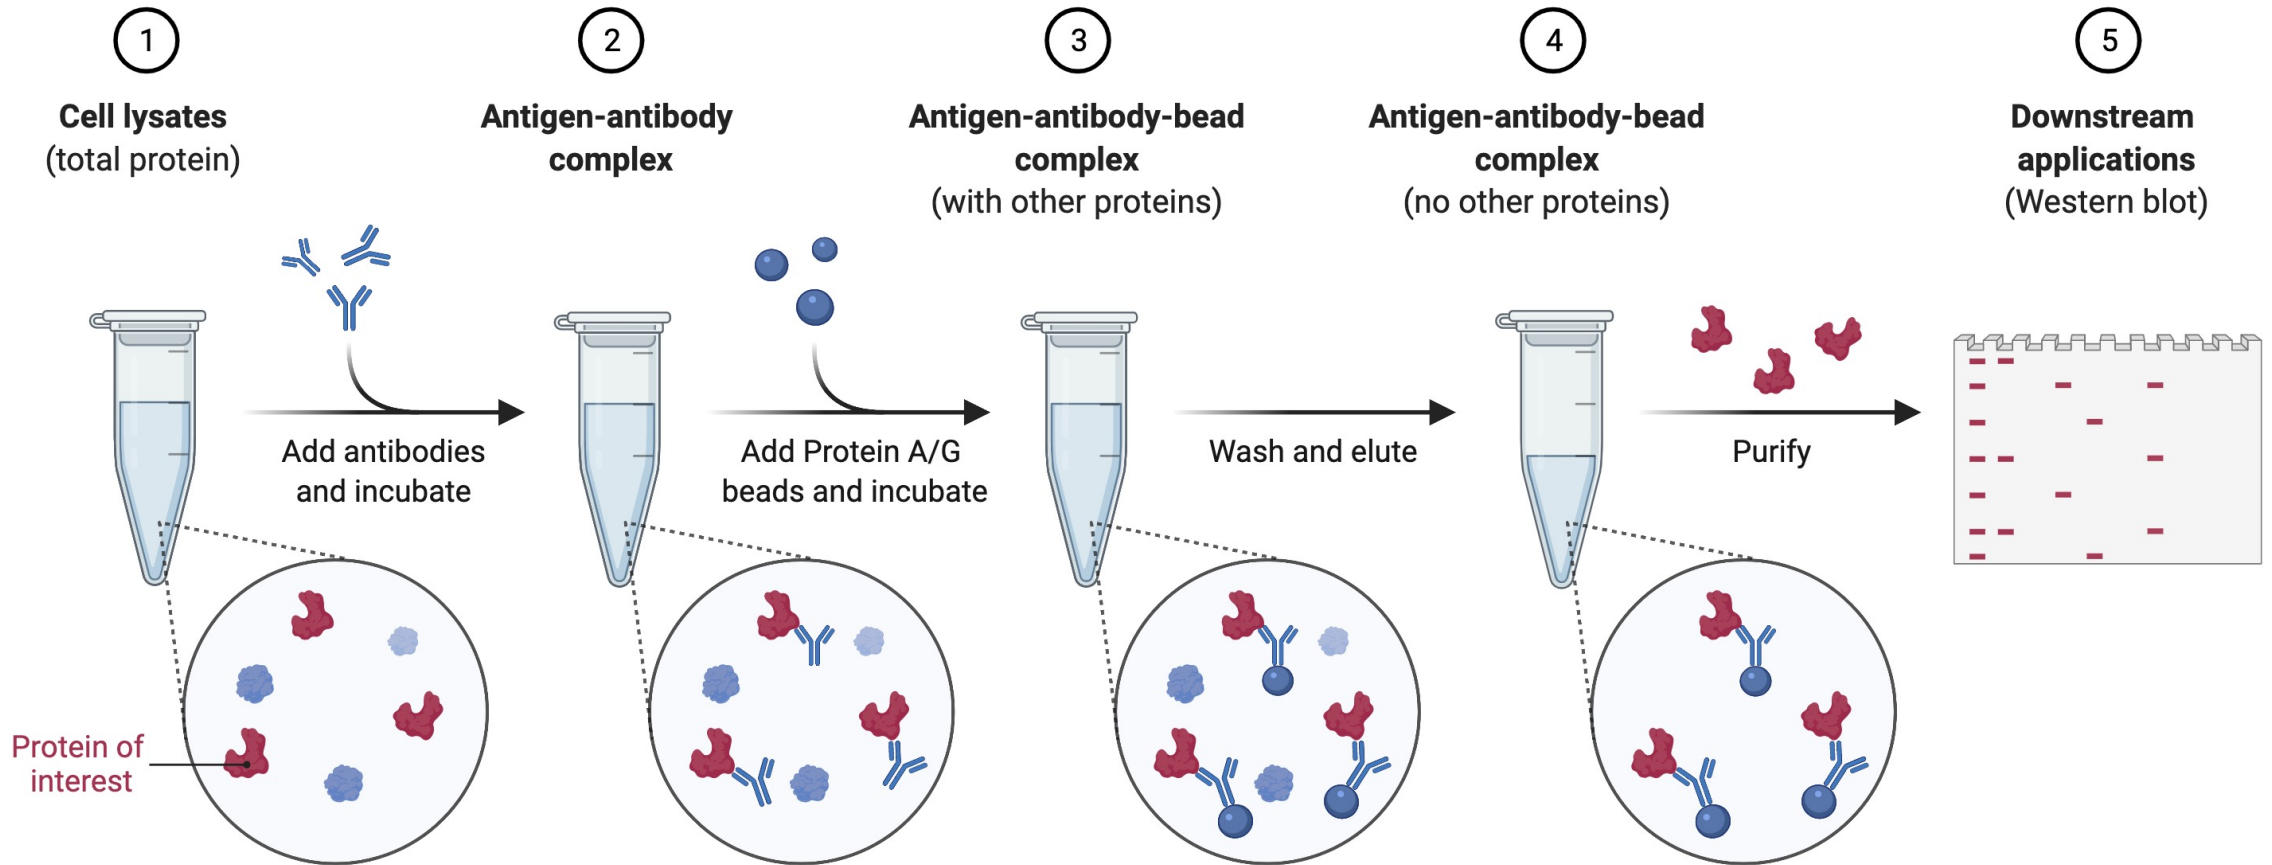 1
Cell lysates
(total protein)
2
Antigen-antibody
complex
3
Antigen-antibody-bead
complex
(with other proteins)
4
Antigen-antibody-bead
complex
(no other proteins)
5
Downstream
applications
(Western blot)
Add antibodies
and incubate
Add Protein A/G
beads and incubate
Wash and elute
Purify
Protein of
interest